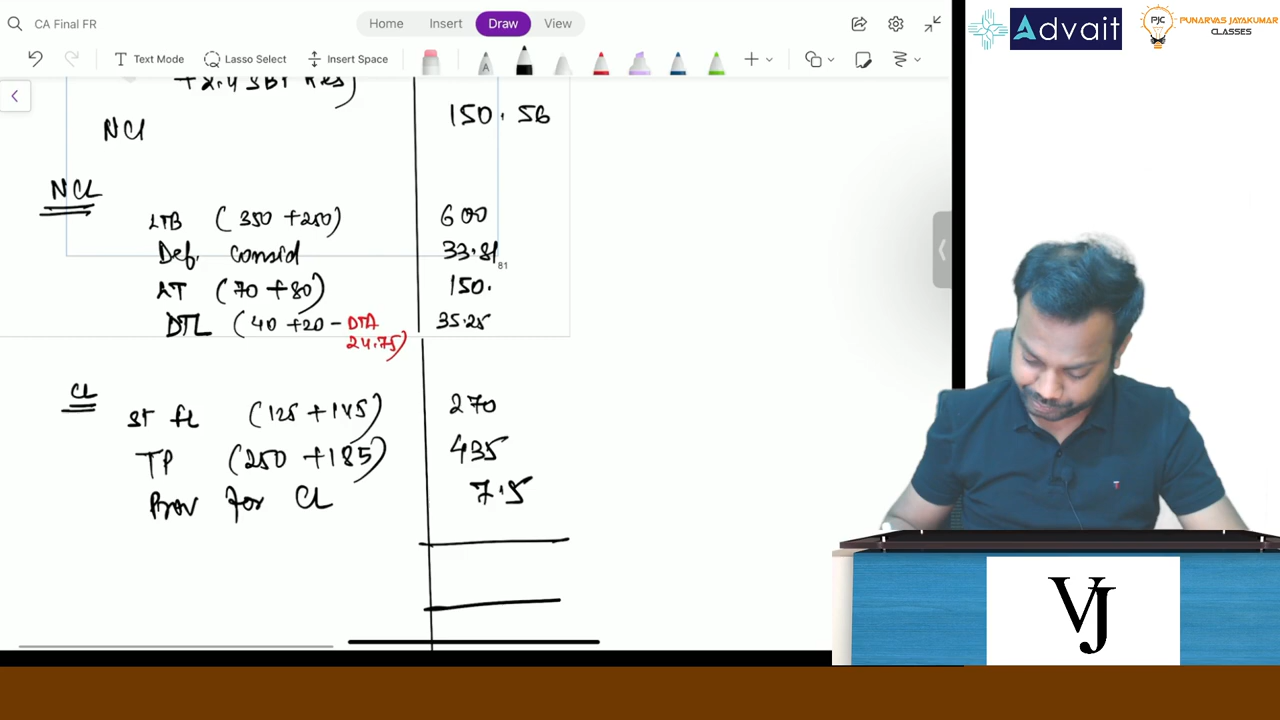 CA Final FR
Home Insert Draw View
Advait
PJC
PUNARVAS JAYAKUMAR
CLASSES
Text Mode Lasso Select Insert Space
+2.4 SBP Res)
NCI 150.56
NCL
LTB (350 +250) 600
Def. consid 33.81
81
AT (70 +80) 150.
DTL (40 +20 - DTA 35.25
24.75)
CL
ST fl (125 +145) 270
TP (250 +185) 435
Prov for CL 7.5
VJ